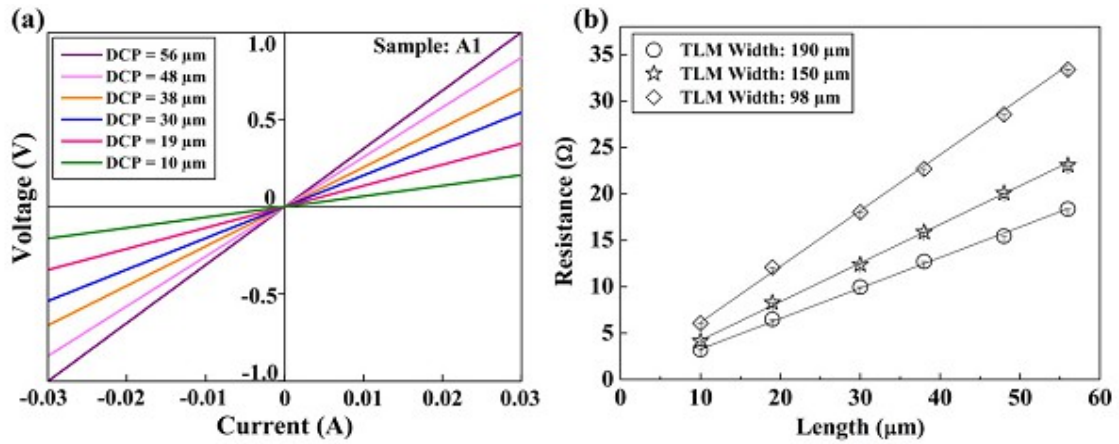 (a)
DCP = 56 µm
DCP = 48 µm
DCP = 38 µm
DCP = 30 µm
DCP = 19 µm
DCP = 10 µm
Sample: A1
1.0
0.5
0
-0.5
-1.0
Voltage (V)
-0.03 -0.02 -0.01 0 0.01 0.02 0.03
Current (A)
(b)
TLM Width: 190 µm
TLM Width: 150 µm
TLM Width: 98 µm
35
30
25
20
15
10
5
0
Resistance (Ω)
0 10 20 30 40 50 60
Length (µm)